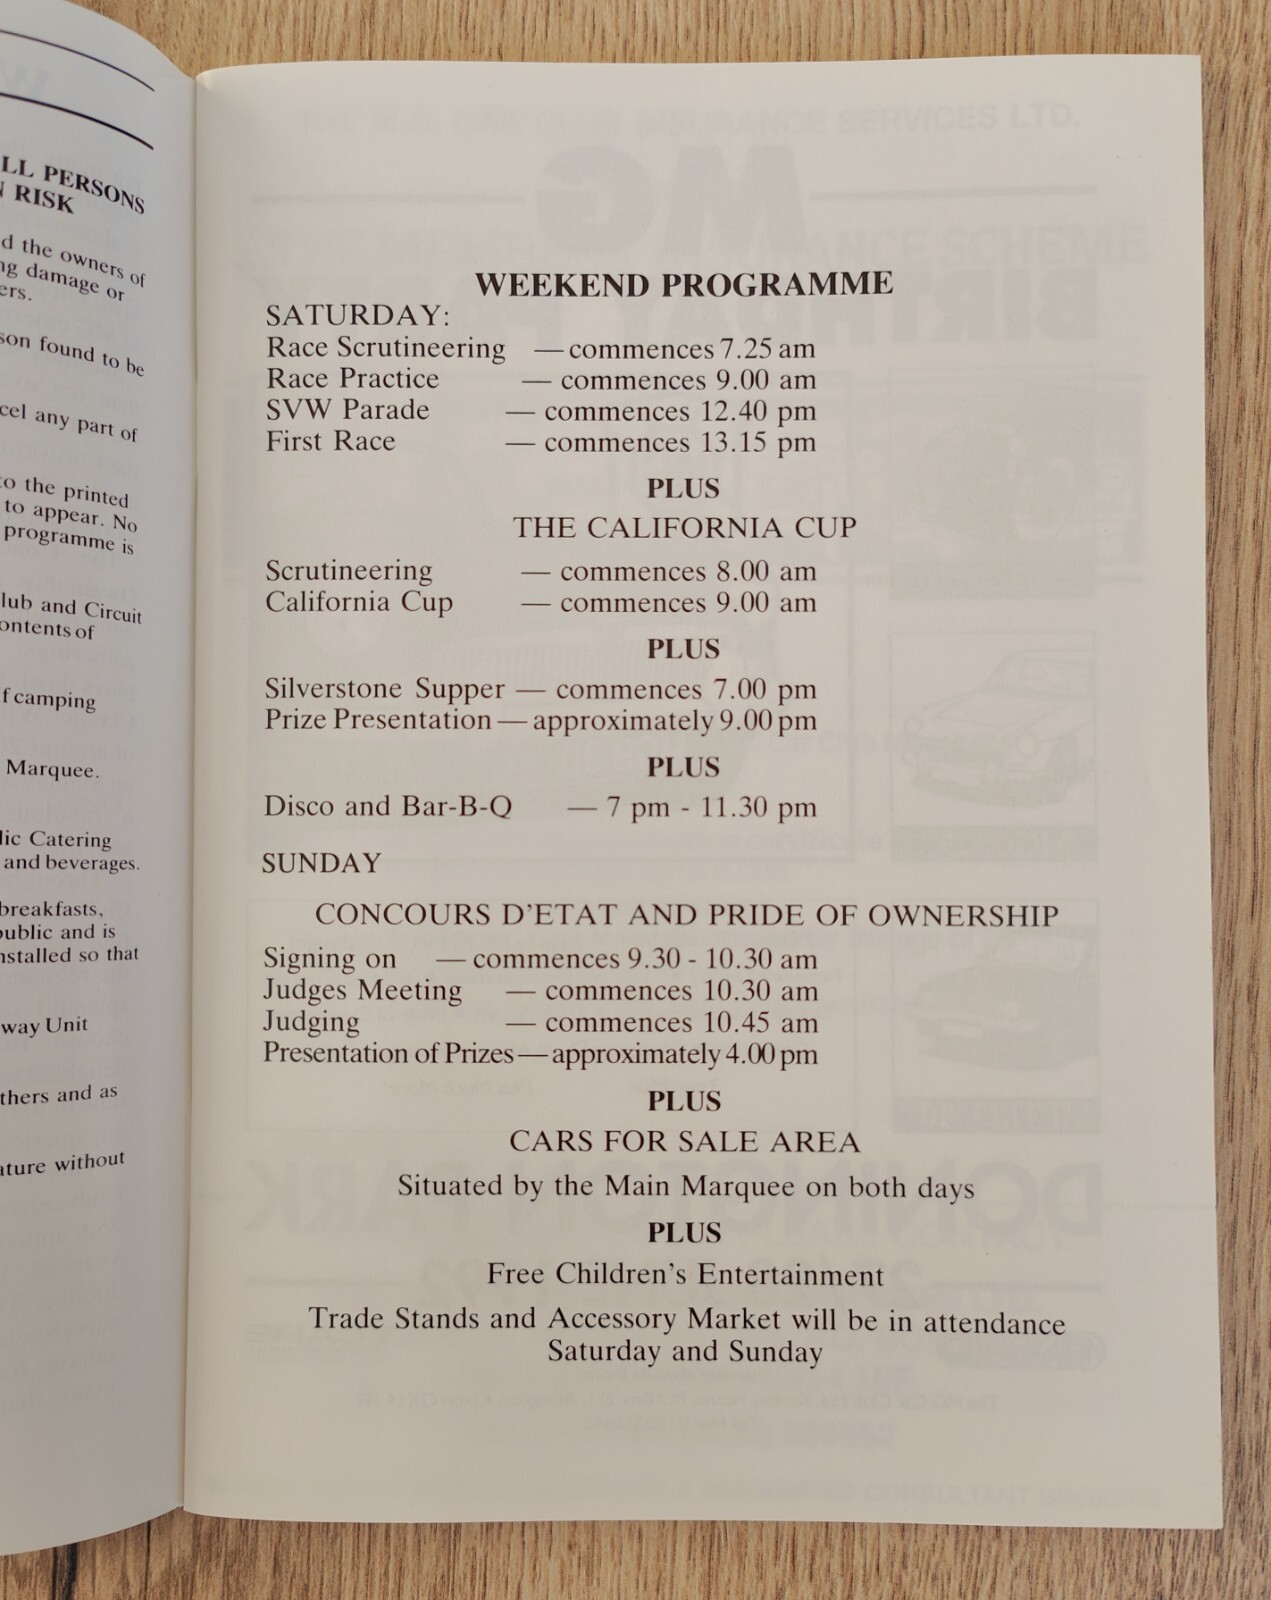 LL PERSONS
N RISK
d the owners of
ng damage or
ers.
son found to be
cel any part of
to the printed
to appear. No
programme is
lub and Circuit
ontents of
f camping
Marquee.
lic Catering
and beverages.
breakfasts,
public and is
nstalled so that
way Unit
thers and as
ature without
WEEKEND PROGRAMME
SATURDAY:
Race Scrutineering — commences 7.25 am
Race Practice — commences 9.00 am
SVW Parade — commences 12.40 pm
First Race — commences 13.15 pm
PLUS
THE CALIFORNIA CUP
Scrutineering — commences 8.00 am
California Cup — commences 9.00 am
PLUS
Silverstone Supper — commences 7.00 pm
Prize Presentation — approximately 9.00 pm
PLUS
Disco and Bar-B-Q — 7 pm - 11.30 pm
SUNDAY
CONCOURS D'ETAT AND PRIDE OF OWNERSHIP
Signing on — commences 9.30 - 10.30 am
Judges Meeting — commences 10.30 am
Judging — commences 10.45 am
Presentation of Prizes — approximately 4.00 pm
PLUS
CARS FOR SALE AREA
Situated by the Main Marquee on both days
PLUS
Free Children's Entertainment
Trade Stands and Accessory Market will be in attendance
Saturday and Sunday